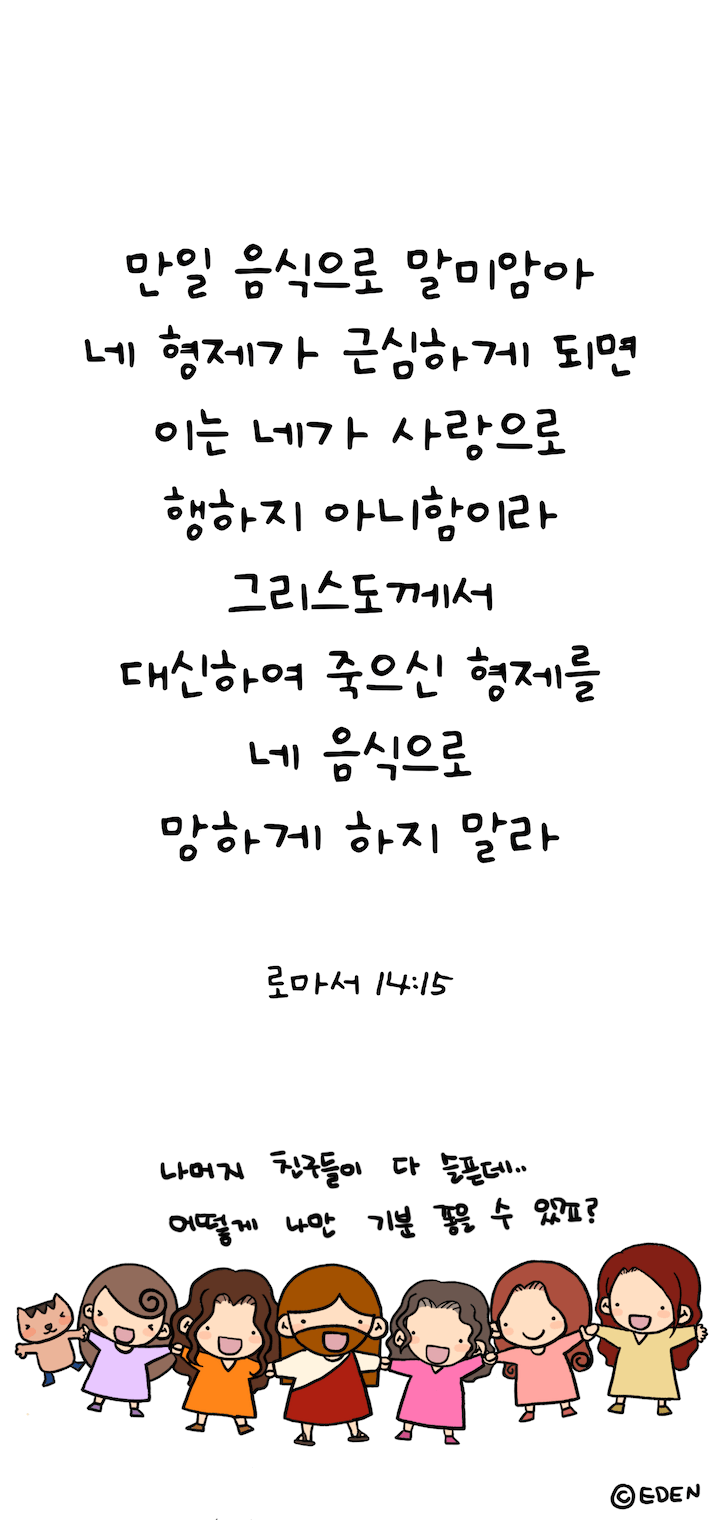 만일 음식으로 말미암아
네 형제가 근심하게 되면
이는 네가 사랑으로
행하지 아니함이라
그리스도께서
대신하여 죽으신 형제를
네 음식으로
망하게 하지 말라
로마서 14:15
나머지 친구들이 다 슬픈데..
어떻게 나만 기분 좋을 수 있찌?
©EDEN